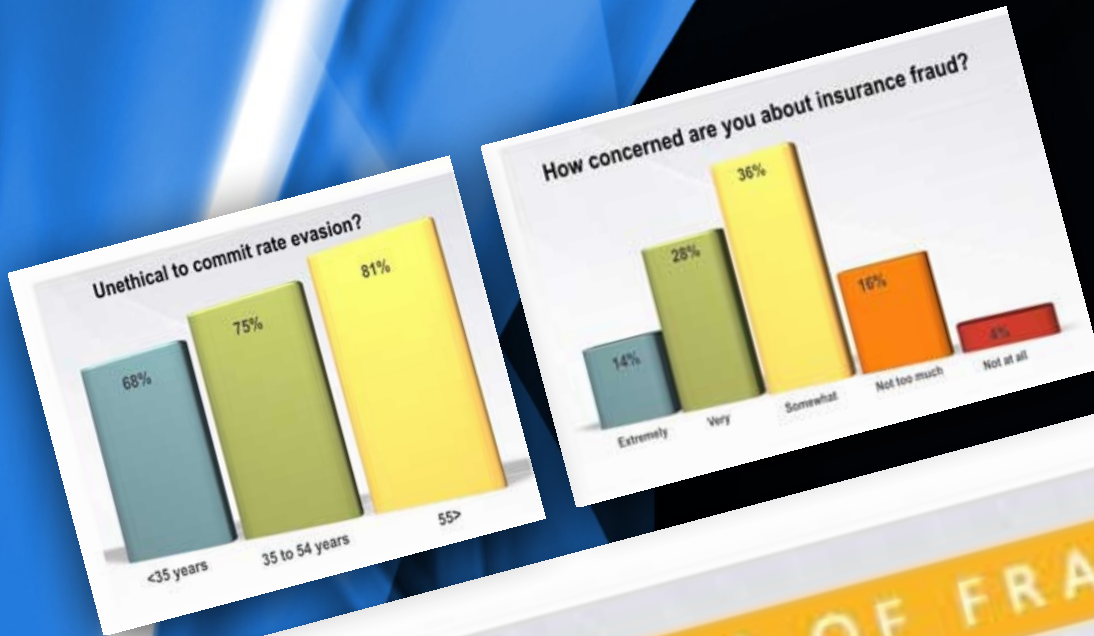 Unethical to commit rate evasion?
68%
75%
81%
<35 years
35 to 54 years
55>
How concerned are you about insurance fraud?
14%
28%
36%
16%
4%
Extremely
Very
Somewhat
Not too much
Not at all
OF FRA